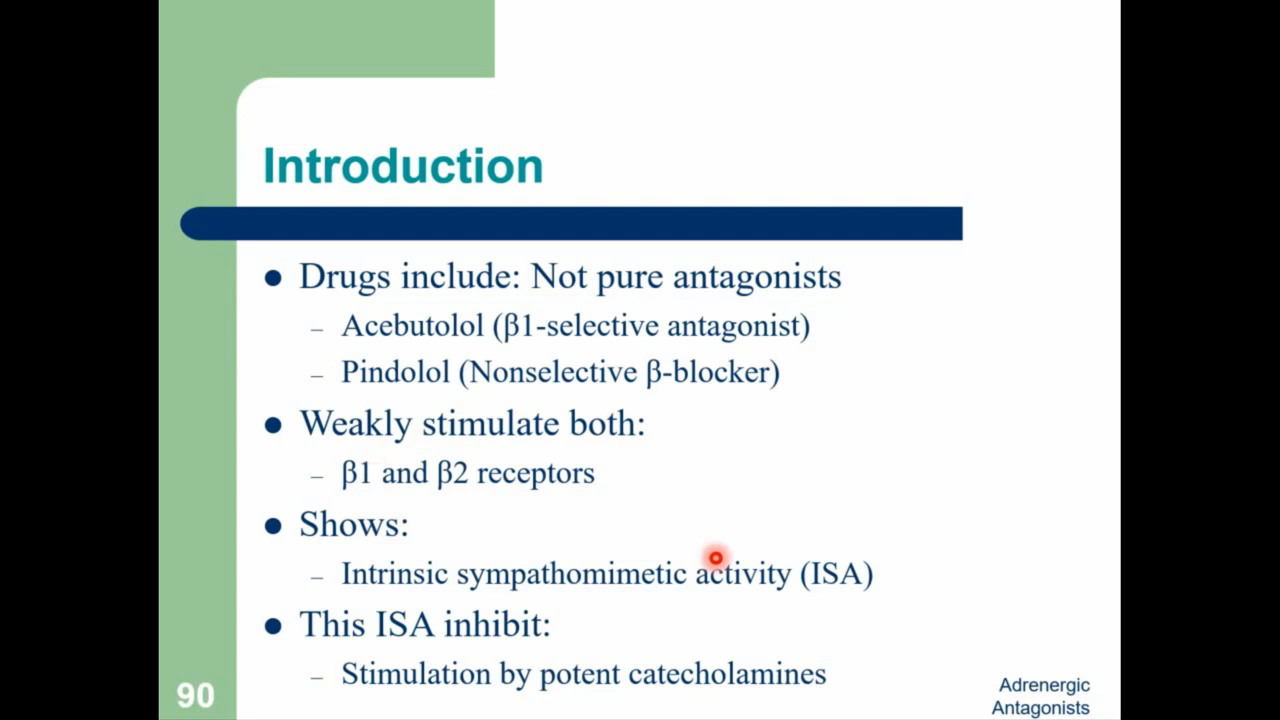 Introduction
● Drugs include: Not pure antagonists
– Acebutolol (β1-selective antagonist)
– Pindolol (Nonselective β-blocker)
● Weakly stimulate both:
– β1 and β2 receptors
● Shows:
– Intrinsic sympathomimetic activity (ISA)
● This ISA inhibit:
– Stimulation by potent catecholamines
90
Adrenergic
Antagonists